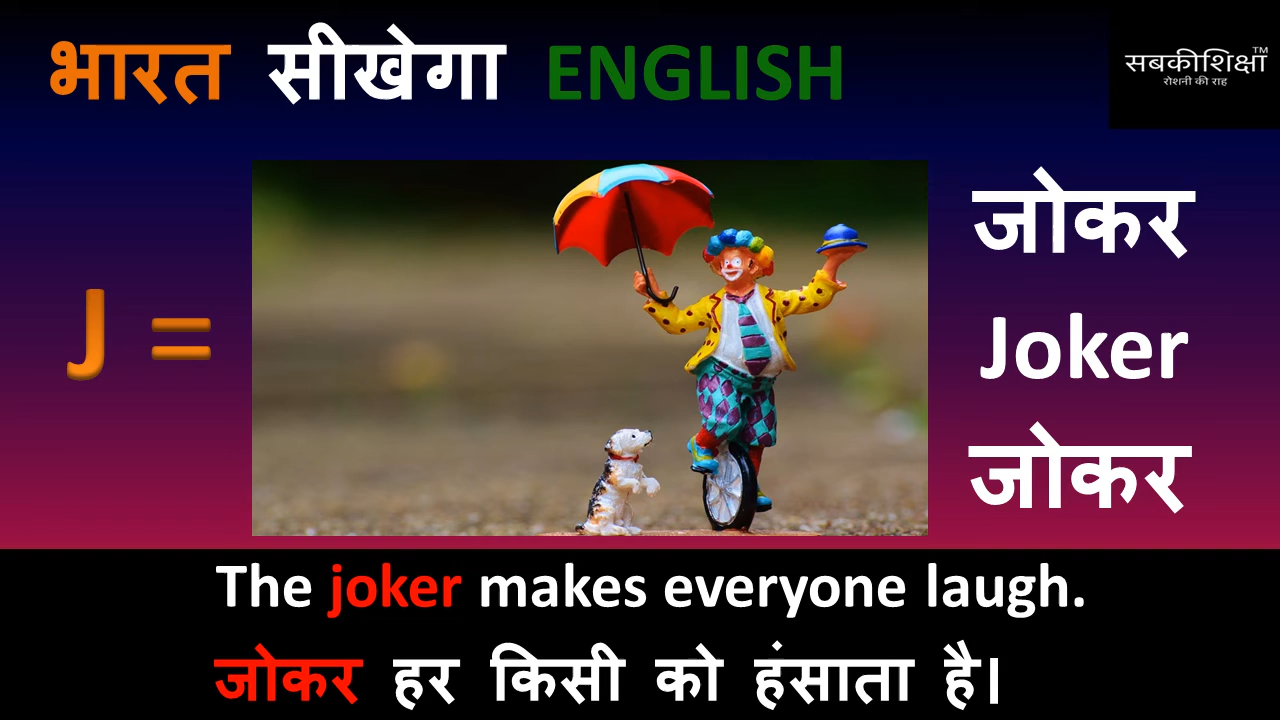 भारत सीखेगा ENGLISH
सबकीशिक्षा™
रोशनी की राह
जोकर
J =
Joker
जोकर
The joker makes everyone laugh.
जोकर हर किसी को हंसाता है।